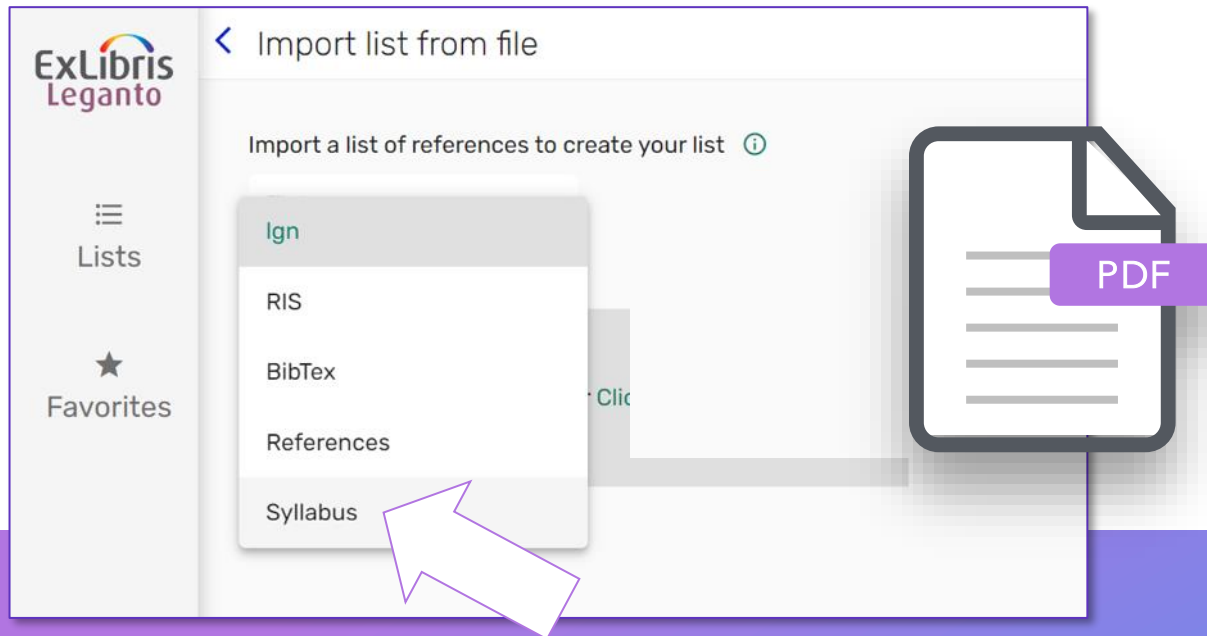 ExLibris
Leganto
Import list from file
Import a list of references to create your list
Lists
Favorites
lgn
RIS
BibTex
References
Syllabus
PDF